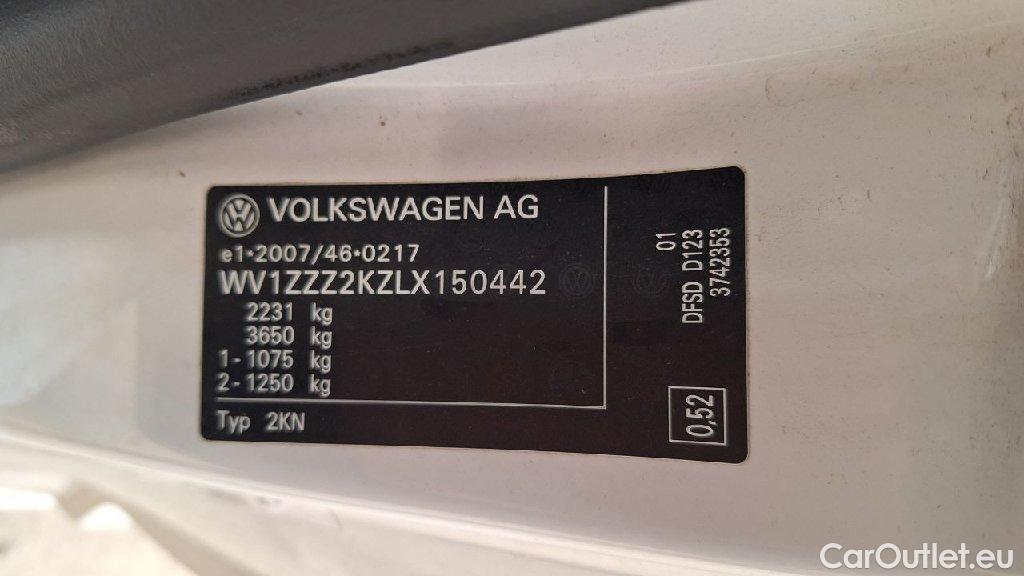 VOLKSWAGEN AG
e1*2007/46*0217
WV1ZZZ2KZLX150442
2231 kg
3650 kg
1-1075 kg
2-1250 kg
Typ 2KN
01
DFSD D123
3742353
0,52
CarOutlet.eu